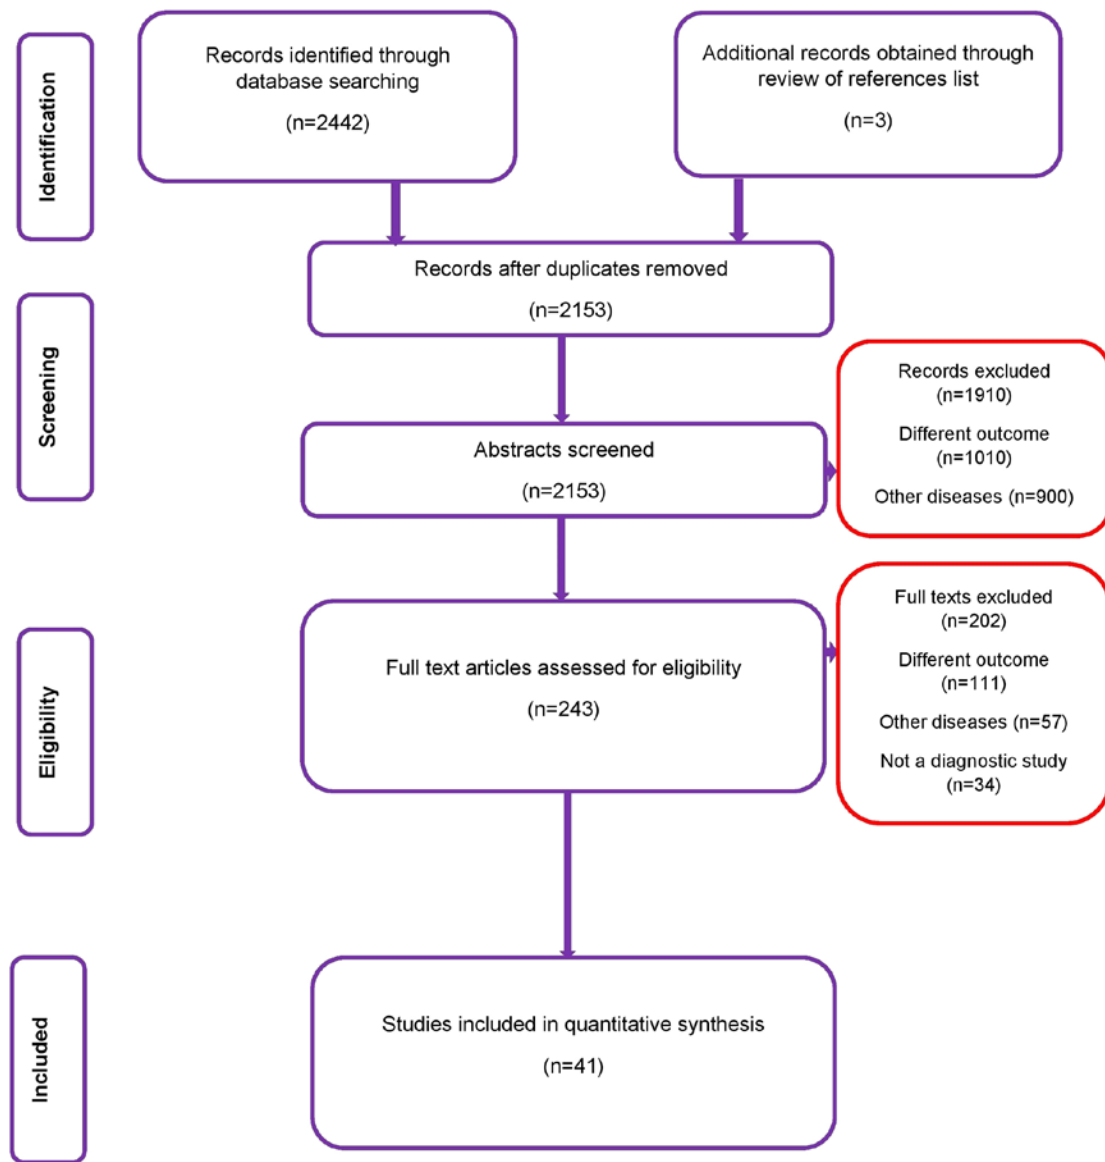 Identification
Records identified through
database searching
(n=2442)
Additional records obtained through
review of references list
(n=3)
Records after duplicates removed
(n=2153)
Screening
Abstracts screened
(n=2153)
Records excluded
(n=1910)
Different outcome
(n=1010)
Other diseases (n=900)
Eligibility
Full text articles assessed for eligibility
(n=243)
Full texts excluded
(n=202)
Different outcome
(n=111)
Other diseases (n=57)
Not a diagnostic study
(n=34)
Included
Studies included in quantitative synthesis
(n=41)